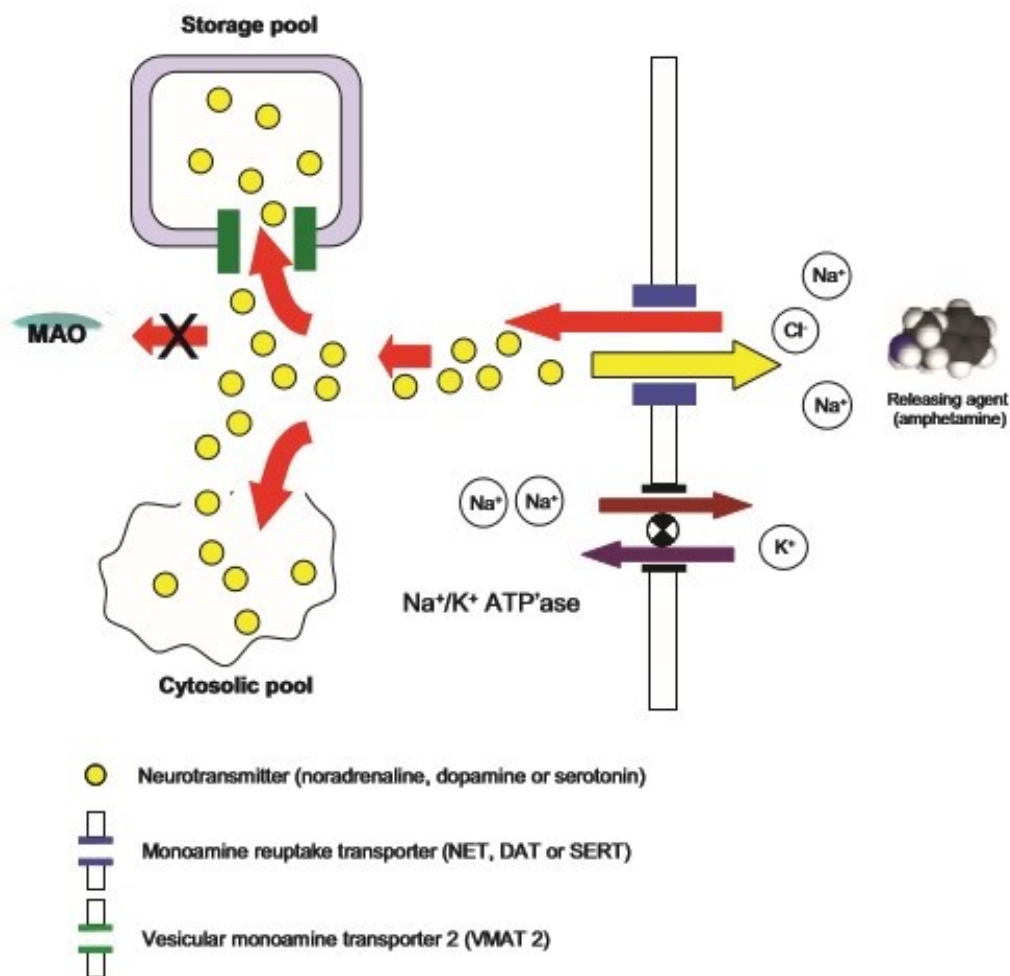 Storage pool
Na⁺
MAO
Cl⁻
Na⁺
Releasing agent
(amphetamine)
Na⁺ Na⁺
K⁺
Na⁺/K⁺ ATP'ase
Cytosolic pool
Neurotransmitter (noradrenaline, dopamine or serotonin)
Monoamine reuptake transporter (NET, DAT or SERT)
Vesicular monoamine transporter 2 (VMAT 2)